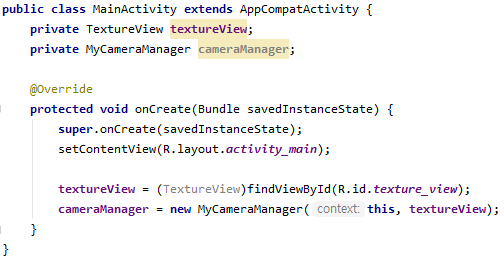 public class MainActivity extends AppCompatActivity {
    private TextureView textureView;
    private MyCameraManager cameraManager;

    @Override
    protected void onCreate(Bundle savedInstanceState) {
        super.onCreate(savedInstanceState);
        setContentView(R.layout.activity_main);

        textureView = (TextureView)findViewById(R.id.texture_view);
        cameraManager = new MyCameraManager( context: this, textureView);
    }
}